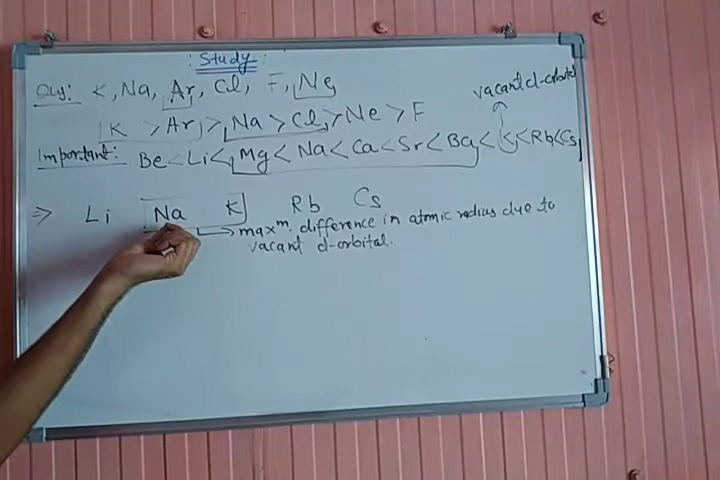 : Study :
Que: K, Na, Ar, Cl, F, Ne
vacant d-orbital
K > Ar > Na > Cl > Ne > F
Important: Be < Li < Mg < Na < Ca < Sr < Ba < K < Rb < Cs
⇒ Li Na K Rb Cs
→ maxm. difference in atomic radius due to
vacant d-orbital.